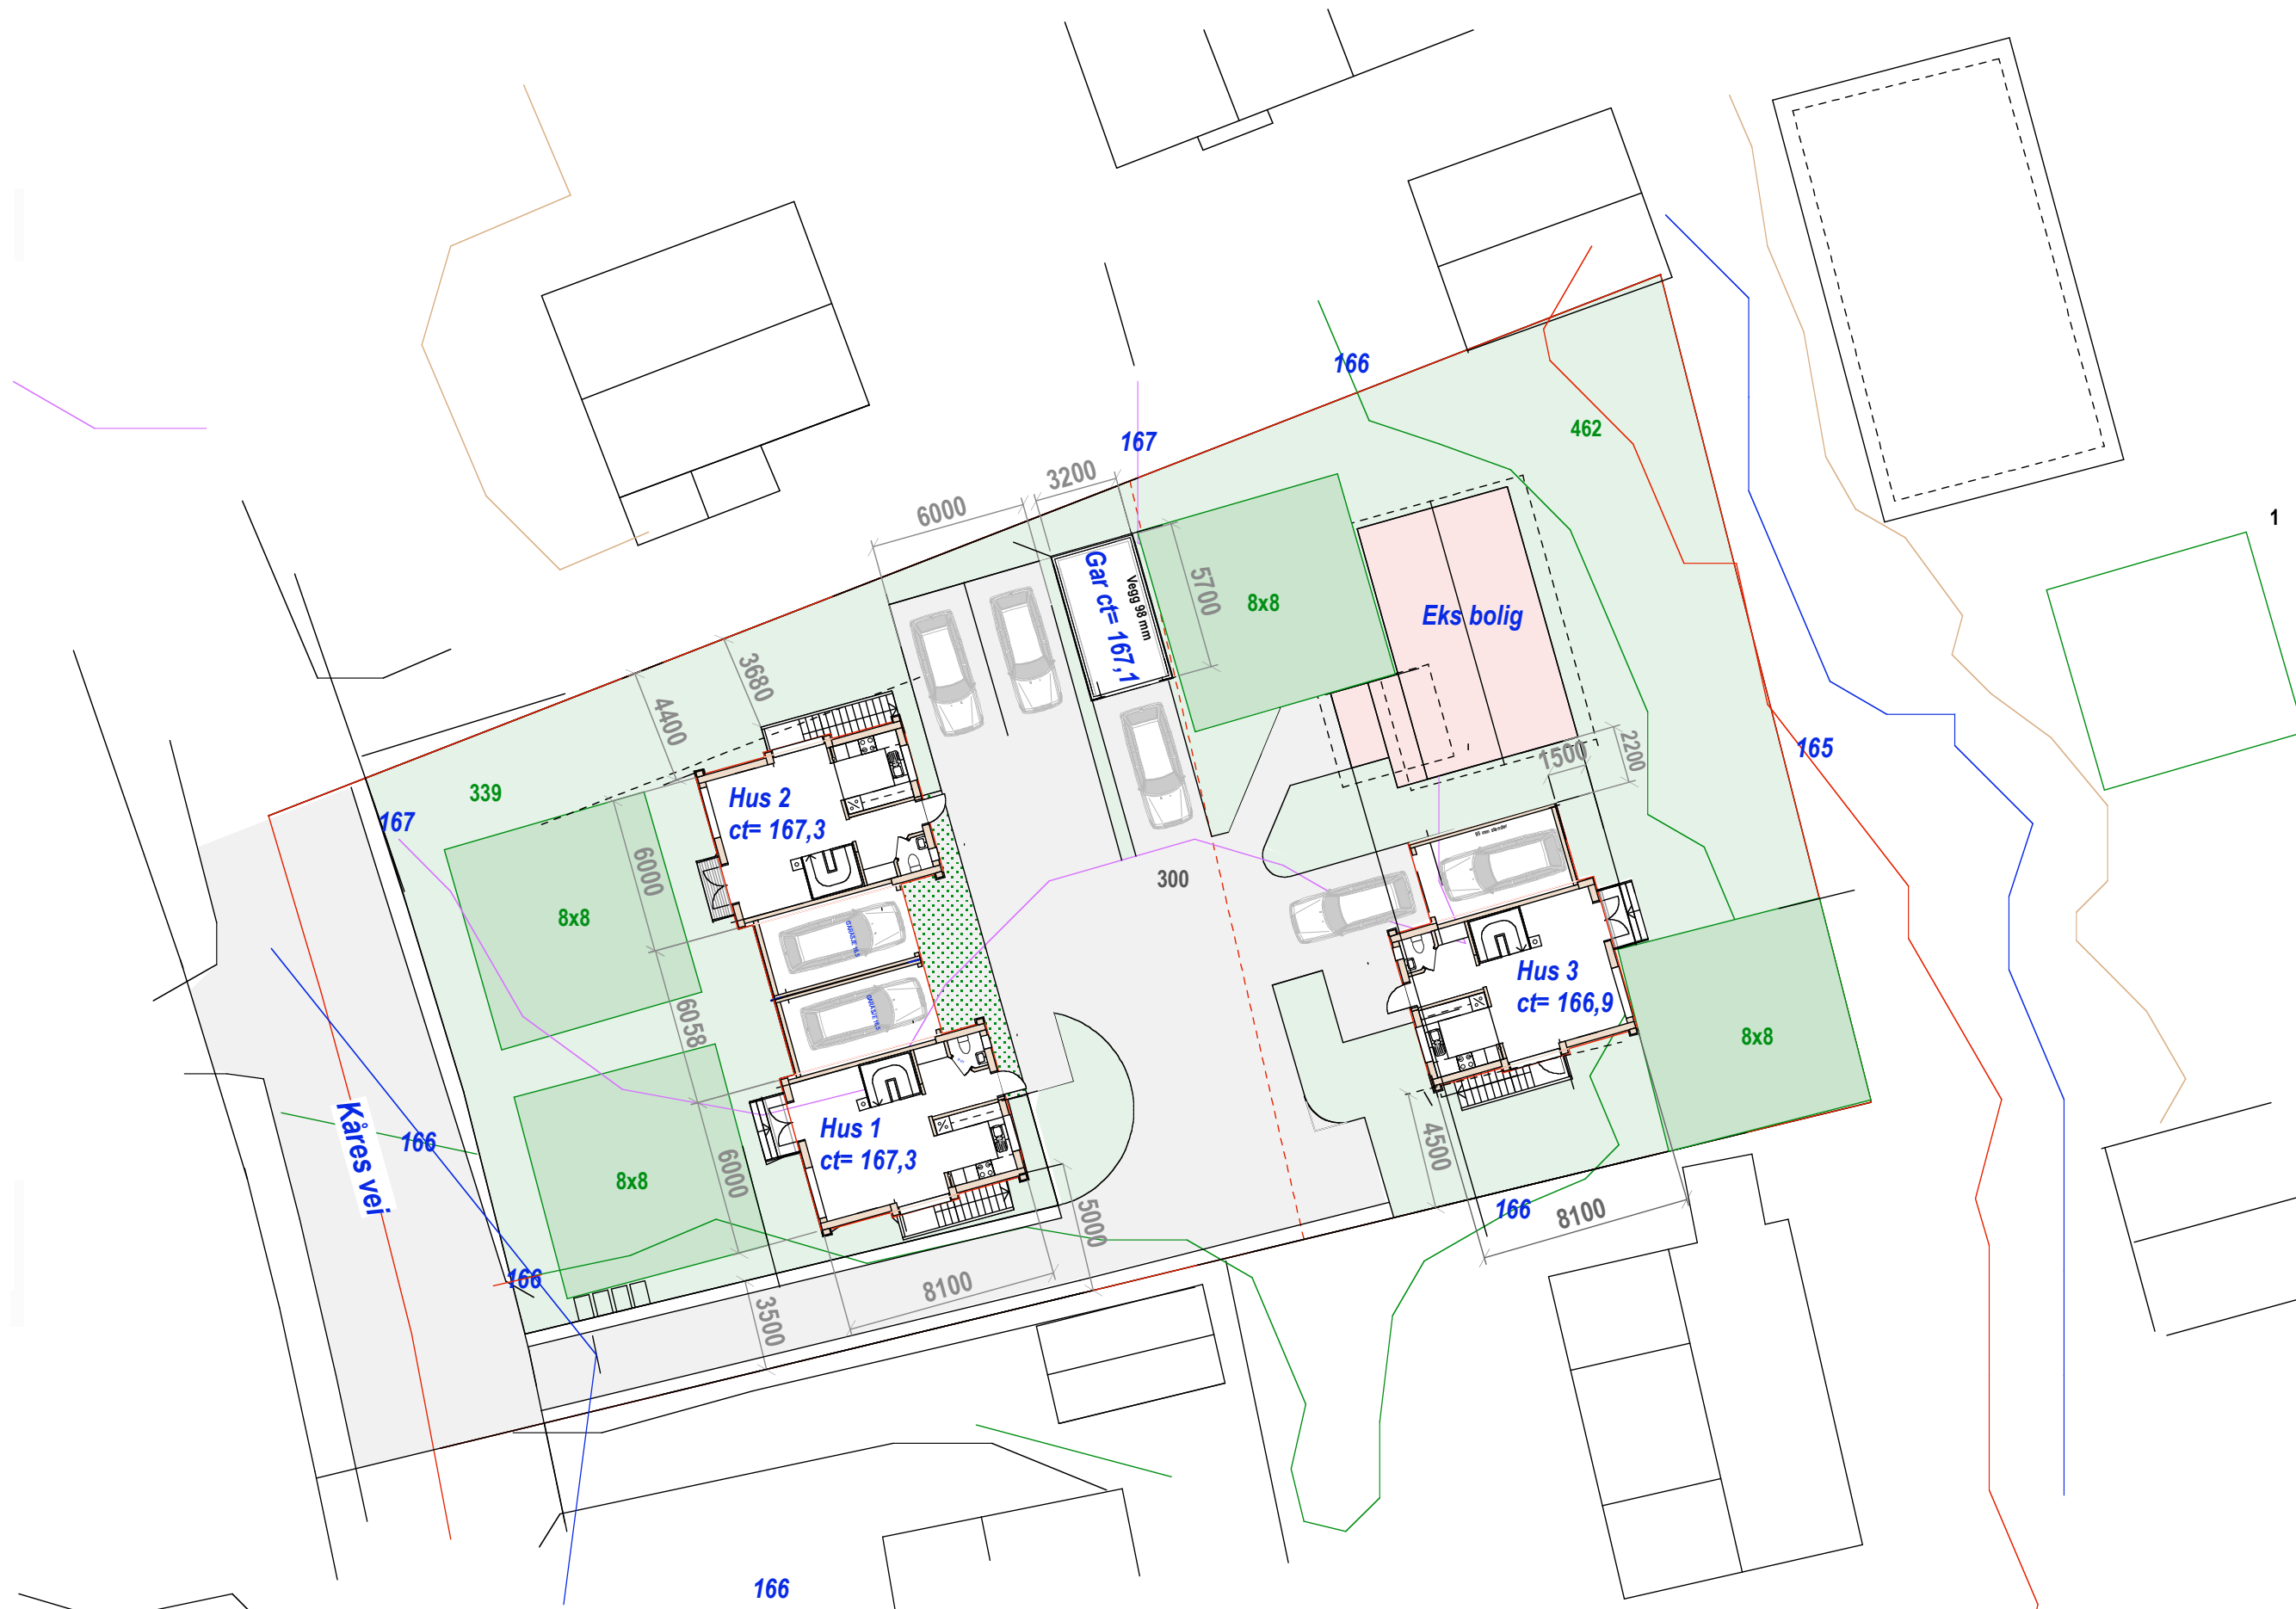 166
462
167
3200
6000
1
Gar ct= 167,1
Vegg 98 mm
5700
8x8
Eks bolig
3680
4400
165
1500
2200
339
167
Hus 2
ct= 167,3
6000
8x8
300
Hus 3
ct= 166,9
6058
8x8
Kåres vei
166
Hus 1
ct= 167,3
6000
8x8
4500
166
8100
5000
166
8100
3500
166